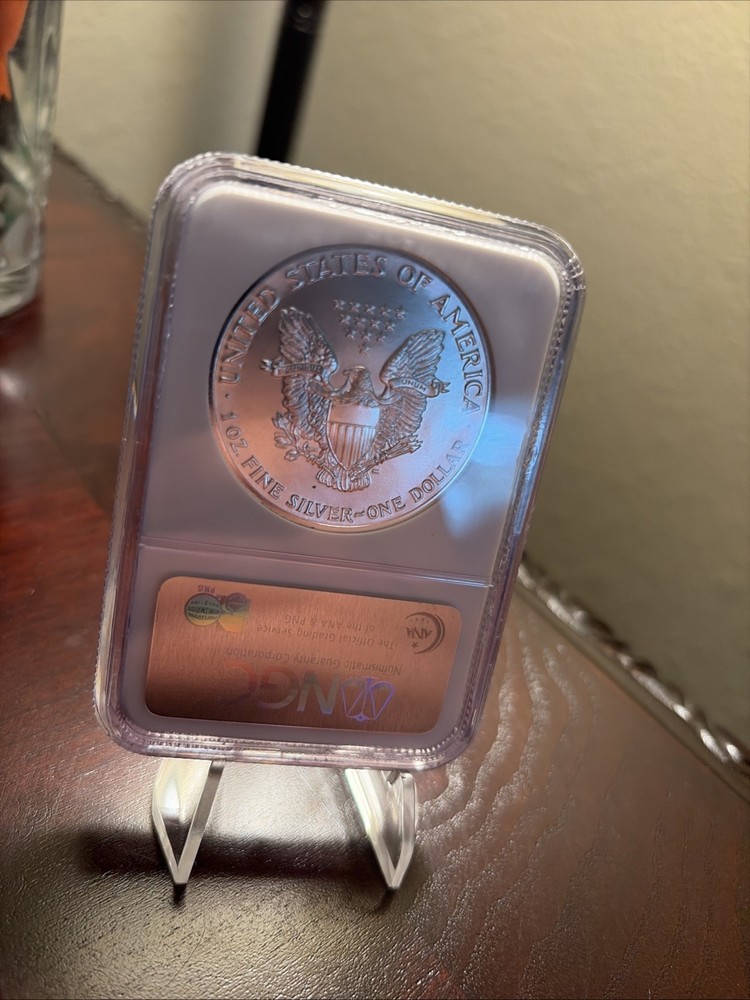 UNITED STATES OF AMERICA
1 OZ. FINE SILVER~ONE DOLLAR
PNG
ANA
The Official Grading Service
of the ANA & PNG
Numismatic Guaranty Corporation
NGC